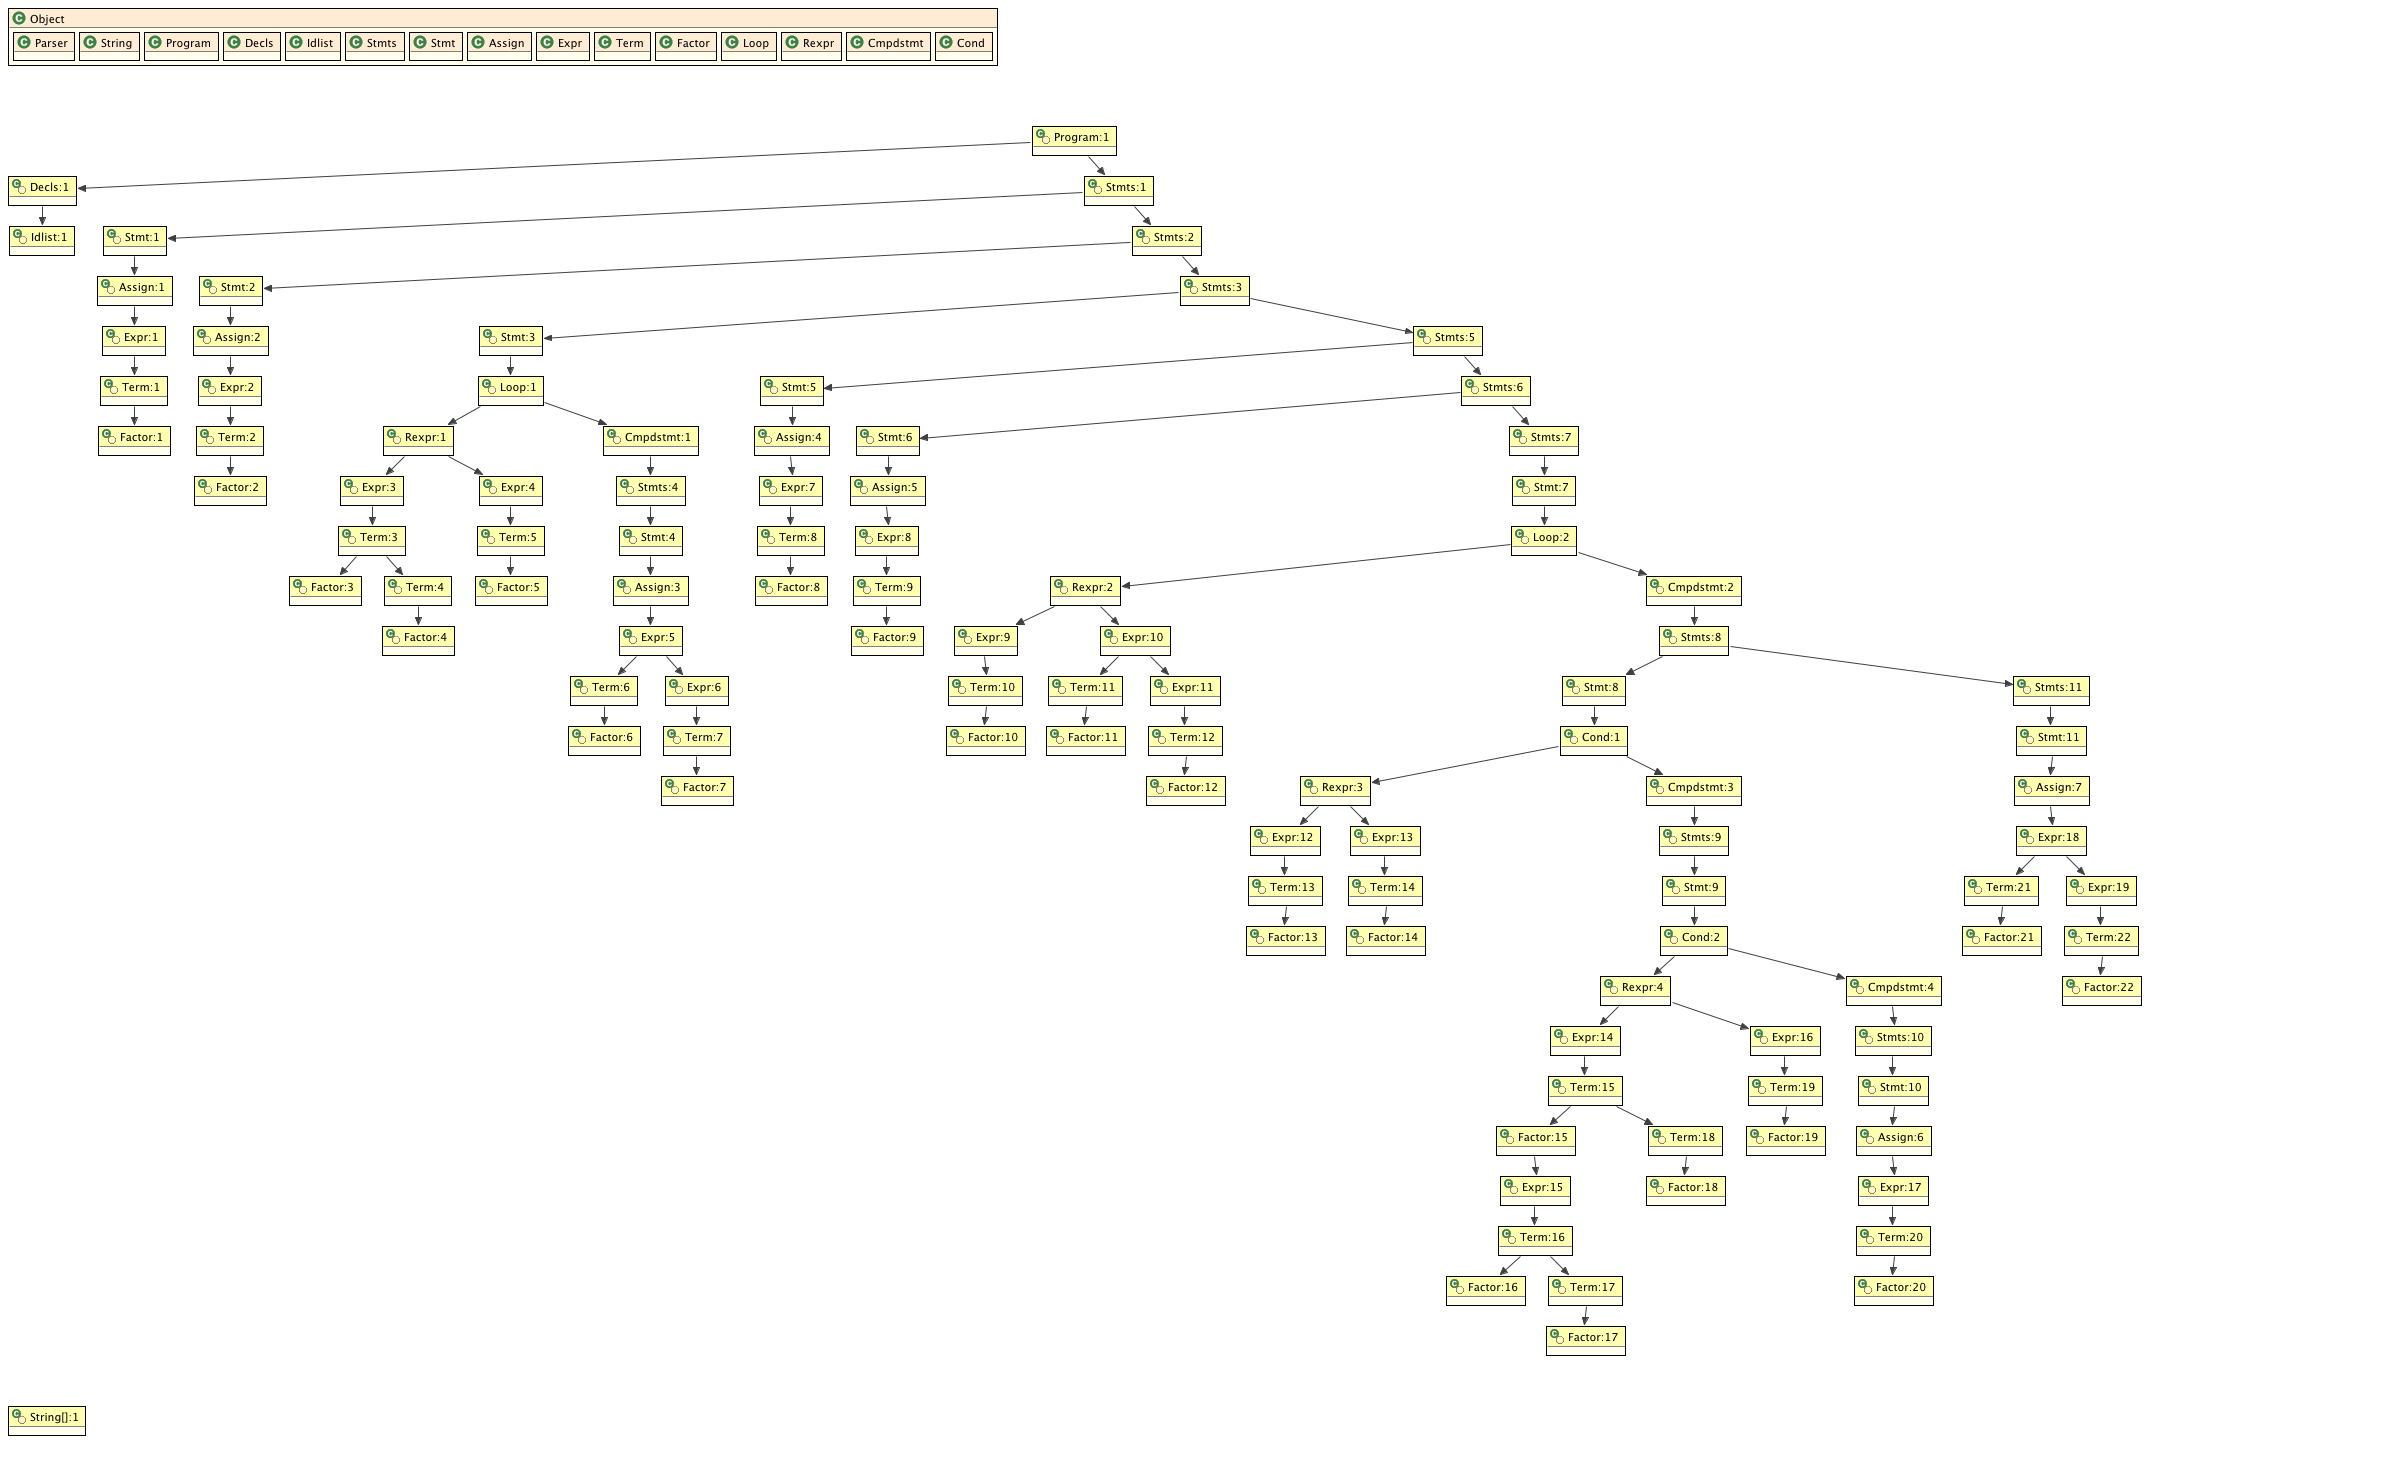 Object
Parser String Program Decls Idlist Stmts Stmt Assign Expr Term Factor Loop Rexpr Cmpdstmt Cond
Program:1
Decls:1 Stmts:1
Idlist:1 Stmt:1 Stmts:2
Assign:1 Stmt:2 Stmts:3
Expr:1 Assign:2 Stmt:3 Stmts:5
Term:1 Expr:2 Loop:1 Stmt:5 Stmts:6
Factor:1 Term:2 Rexpr:1 Cmpdstmt:1 Assign:4 Stmt:6 Stmts:7
Factor:2 Expr:3 Expr:4 Stmts:4 Expr:7 Assign:5 Stmt:7
Term:3 Term:5 Stmt:4 Term:8 Expr:8 Loop:2
Factor:3 Term:4 Factor:5 Assign:3 Factor:8 Term:9 Rexpr:2 Cmpdstmt:2
Factor:4 Expr:5 Factor:9 Expr:9 Expr:10 Stmts:8
Term:6 Expr:6 Term:10 Term:11 Expr:11 Stmt:8 Stmts:11
Factor:6 Term:7 Factor:10 Factor:11 Term:12 Cond:1 Stmt:11
Factor:7 Factor:12 Rexpr:3 Cmpdstmt:3 Assign:7
Expr:12 Expr:13 Stmts:9 Expr:18
Term:13 Term:14 Stmt:9 Term:21 Expr:19
Factor:13 Factor:14 Cond:2 Factor:21 Term:22
Rexpr:4 Cmpdstmt:4 Factor:22
Expr:14 Expr:16 Stmts:10
Term:15 Term:19 Stmt:10
Factor:15 Term:18 Factor:19 Assign:6
Expr:15 Factor:18 Expr:17
Term:16 Term:20
Factor:16 Term:17 Factor:20
Factor:17
String[]:1